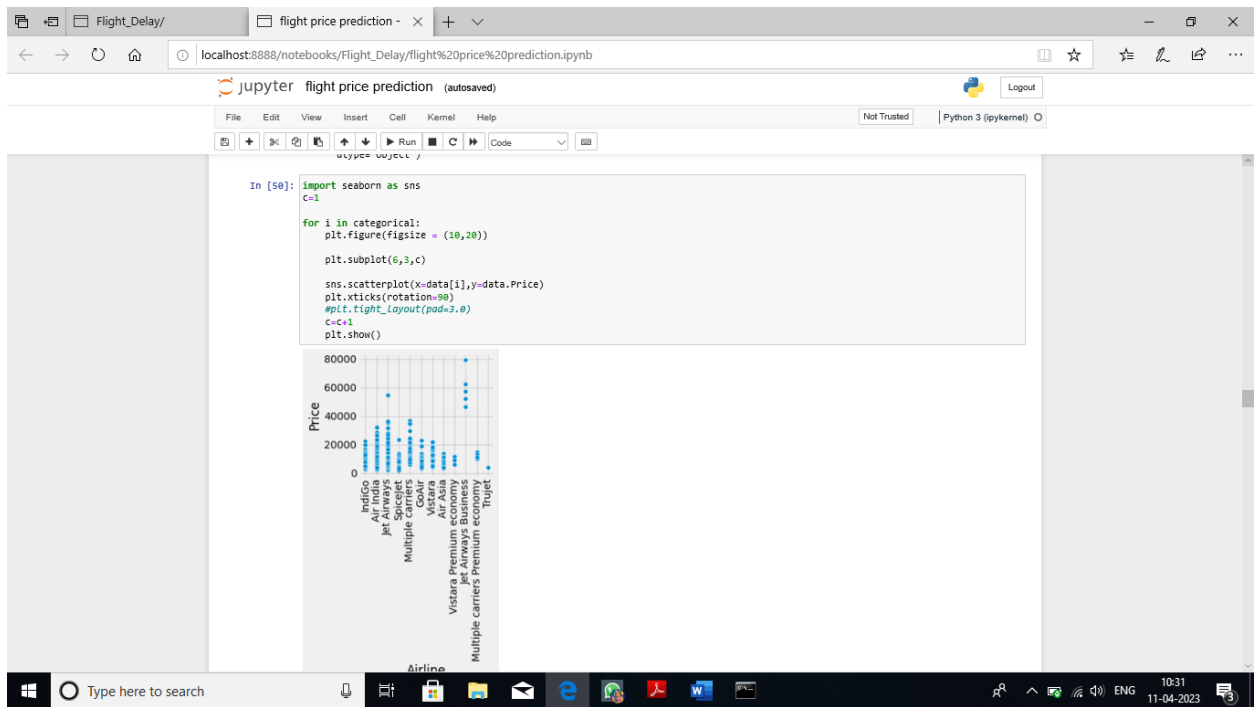 Flight_Delay/
flight price prediction -
localhost:8888/notebooks/Flight_Delay/flight%20price%20prediction.ipynb
jupyter flight price prediction (autosaved)
Logout
File Edit View Insert Cell Kernel Help
Not Trusted
Python 3 (ipykernel)
Run
Code
In [50]: import seaborn as sns
c=1
for i in categorical:
plt.figure(figsize = (10,20))
plt.subplot(6,3,c)
sns.scatterplot(x=data[i],y=data.Price)
plt.xticks(rotation=90)
#plt.tight_layout(pad=3.0)
c=c+1
plt.show()
80000
60000
40000
20000
0
Price
IndiGo
Air India
Jet Airways
SpiceJet
Multiple carriers
GoAir
Vistara
Air Asia
Vistara Premium economy
Jet Airways Business
Multiple carriers Premium economy
Trujet
Airline
Type here to search
ENG
10:31
11-04-2023
3